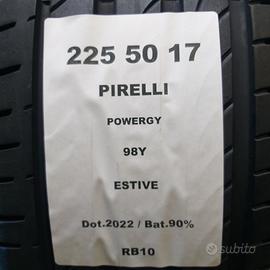 225 50 17
PIRELLI
POWERGY
98Y
ESTIVE
Dot.2022 / Bat.90%
RB10
subito